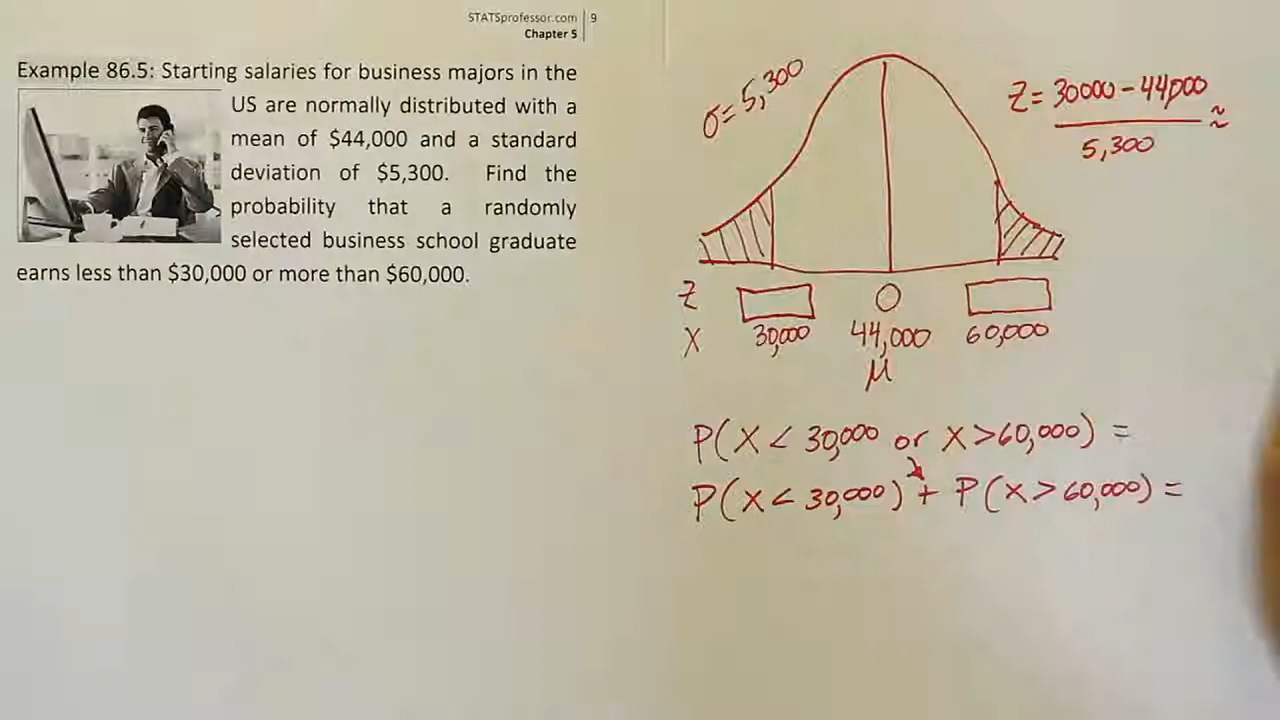 STATSprofessor.com | 9
Chapter 5
Example 86.5: Starting salaries for business majors in the
US are normally distributed with a
mean of $44,000 and a standard
deviation of $5,300. Find the
probability that a randomly
selected business school graduate
earns less than $30,000 or more than $60,000.
σ=5,300
Z = 30000 - 44000 ≈
5,300
Z 0
X 30,000 44,000 60,000
μ
P(X < 30,000 or X > 60,000) =
P(X < 30,000) + P(X > 60,000) =